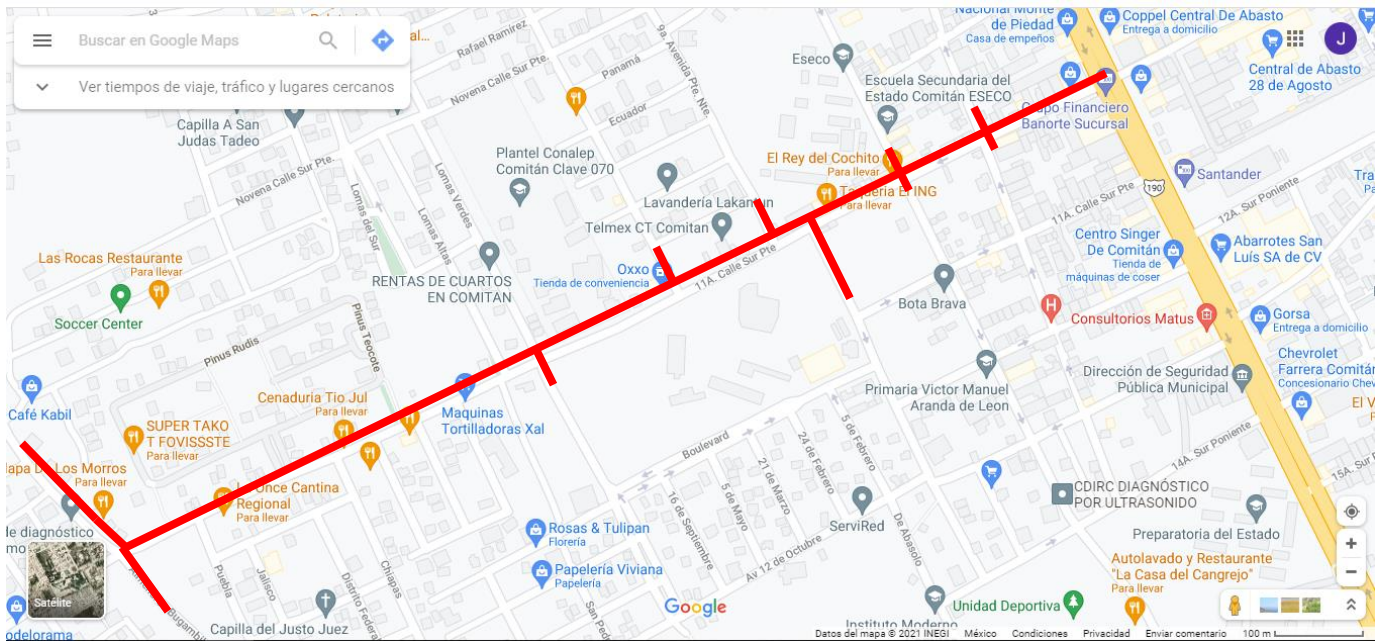 Buscar en Google Maps
Ver tiempos de viaje, tráfico y lugares cercanos
al...
Rafael Ramírez
9a. Avenida Pte. Nte.
Nacional Monte
de Piedad
Casa de empeños
Coppel Central De Abasto
Entrega a domicilio
J
Central de Abasto
28 de Agosto
Eseco
Escuela Secundaria del
Estado Comitán ESECO
Grupo Financiero
Banorte Sucursal
Novena Calle Sur Pte.
Panamá
Ecuador
Capilla A San
Judas Tadeo
Plantel Conalep
Comitán Clave 070
El Rey del Cochito
Para llevar
Taquería El ING
Para llevar
Santander
190
Novena Calle Sur Pte.
Lomas del Sur
Lomas Altas
Lomas Verdes
Lavandería Lakantun
Telmex CT Comitan
11A. Calle Sur Pte
12A. Sur Poniente
Centro Singer
De Comitán
Tienda de
máquinas de coser
Abarrotes San
Luís SA de CV
Las Rocas Restaurante
Para llevar
RENTAS DE CUARTOS
EN COMITAN
Oxxo
Tienda de conveniencia
11A. Calle Sur Pte
Bota Brava
Soccer Center
Pinus Rudis
Pinus Teocote
H
Consultorios Matus
Gorsa
Entrega a domicilio
Chevrolet
Farrera Comitán
Concesionario Chev
Dirección de Seguridad
Pública Municipal
Café Kabil
Cenaduria Tio Jul
Para llevar
Maquinas
Tortilladoras Xal
Primaria Victor Manuel
Aranda de Leon
El V
SUPER TAKO
T FOVISSSTE
Para llevar
Boulevard
5 de Febrero
24 de Febrero
21 de Marzo
5 de Mayo
16 de Septiembre
14A. Sur Poniente
15A. Sur
Los Morros
Para llevar
Once Cantina
Regional
Para llevar
CDIRC DIAGNÓSTICO
POR ULTRASONIDO
de diagnóstico
Rosas & Tulipan
Florería
ServiRed
De Abasolo
Preparatoria del Estado
Av 12 de Octubre
Papelería Viviana
Papelería
Autolavado y Restaurante
"La Casa del Cangrejo"
Para llevar
Puebla
Jalisco
Distrito Federal
Chiapas
Satélite
Google
Unidad Deportiva
Capilla del Justo Juez
Instituto Moderno
odelorama
Datos del mapa © 2021 INEGI México Condiciones Privacidad Enviar comentario 100 m